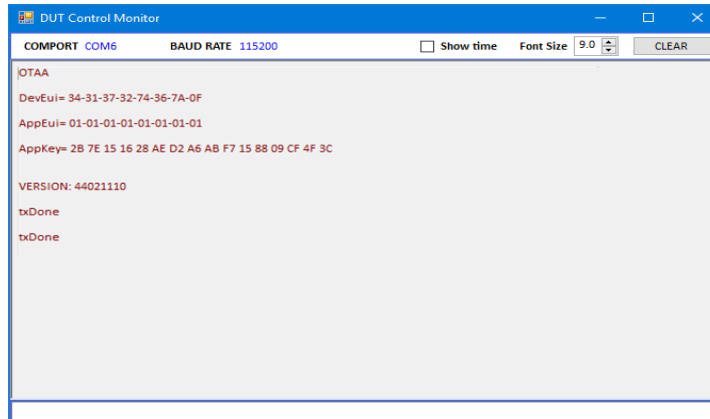 DUT Control Monitor
COMPORT COM6 BAUD RATE 115200 Show time Font Size 9.0 CLEAR
OTAA
DevEui= 34-31-37-32-74-36-7A-0F
AppEui= 01-01-01-01-01-01-01-01
AppKey= 2B 7E 15 16 28 AE D2 A6 AB F7 15 88 09 CF 4F 3C
VERSION: 44021110
txDone
txDone